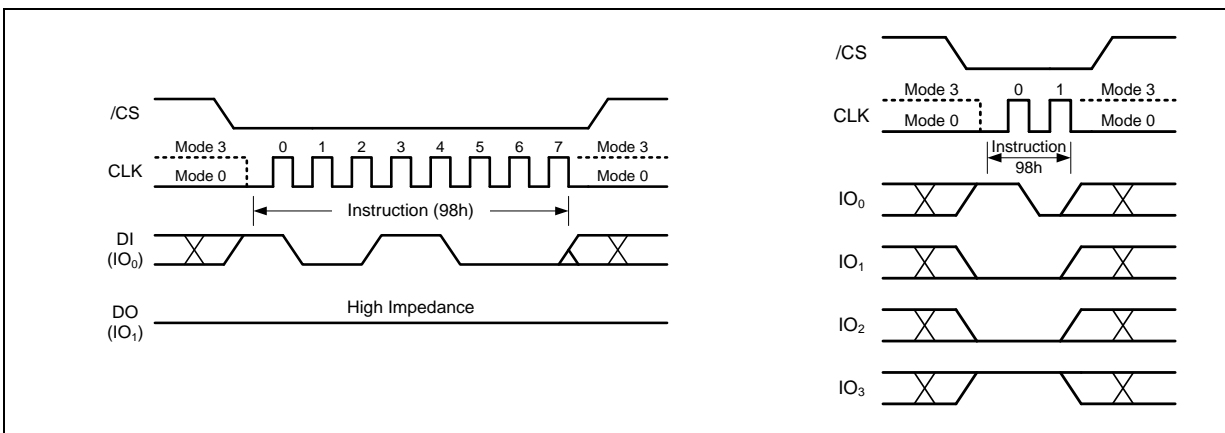 /CS
Mode 3 0 1 2 3 4 5 6 7 Mode 3
CLK Mode 0 Mode 0
Instruction (98h)
DI
(IO₀)
High Impedance
DO
(IO₁)
/CS
Mode 3 0 1 Mode 3
CLK Mode 0 Mode 0
Instruction
98h
IO₀
IO₁
IO₂
IO₃